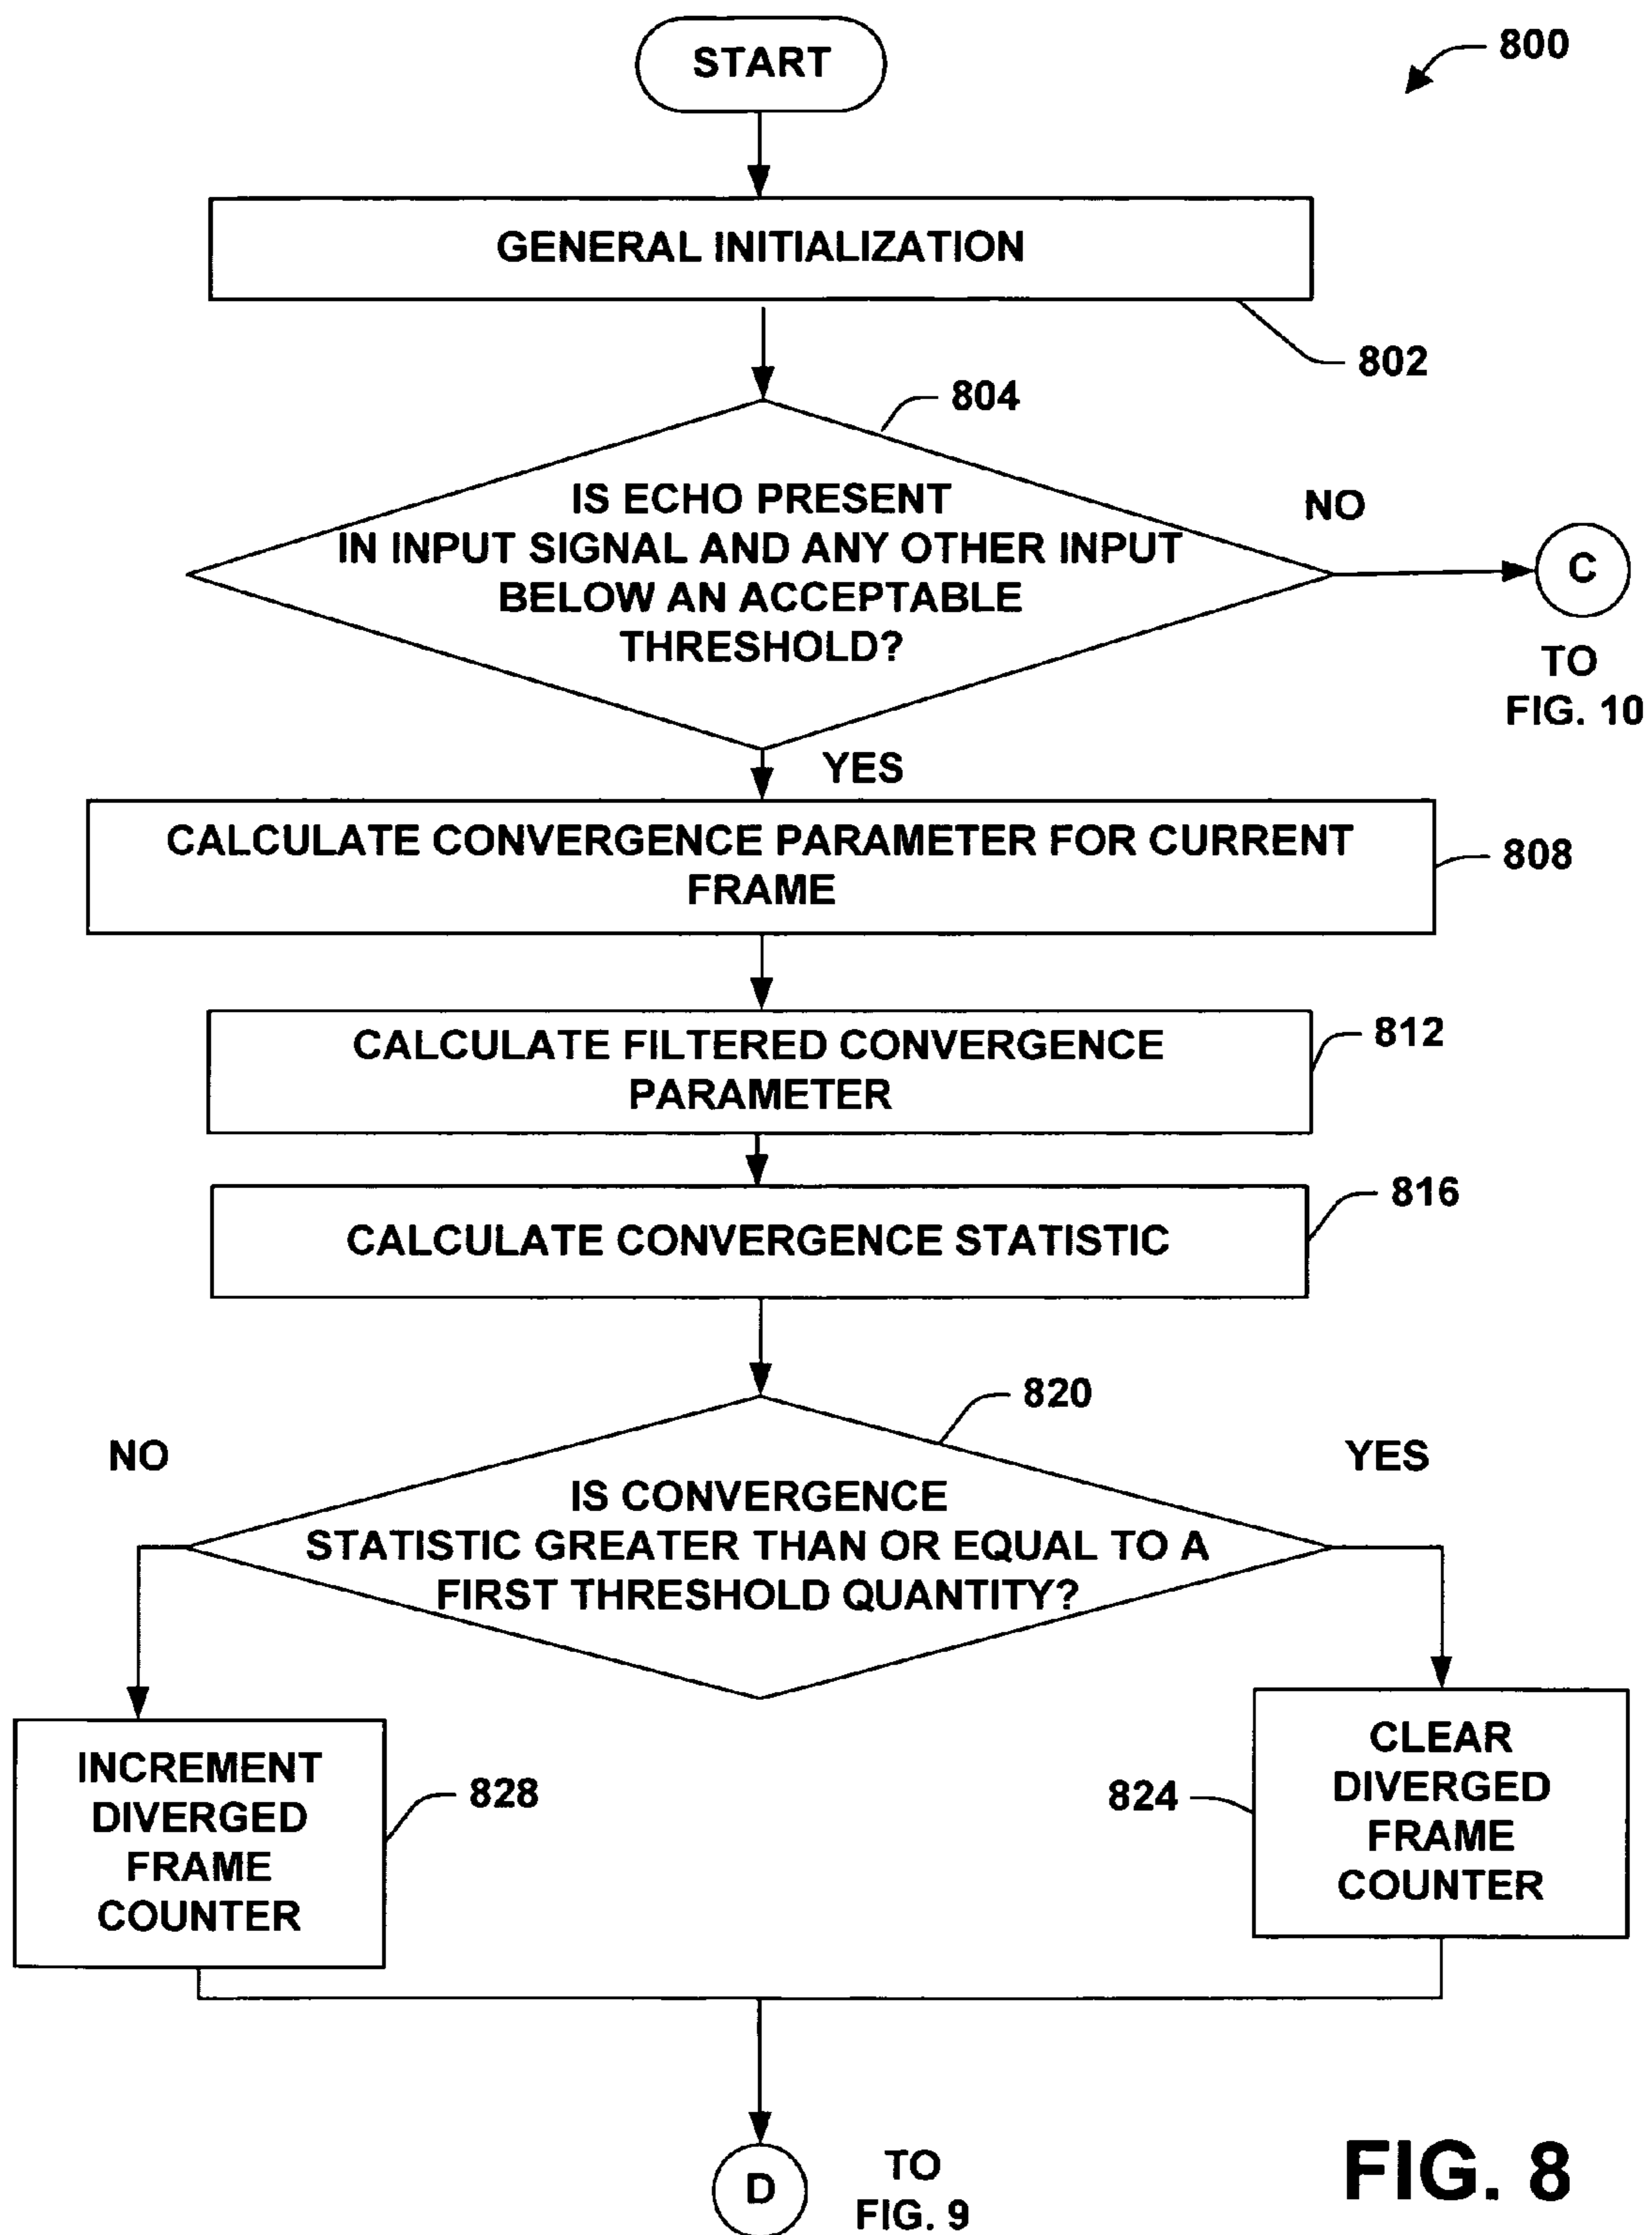 START
800
GENERAL INITIALIZATION
802
804
IS ECHO PRESENT
IN INPUT SIGNAL AND ANY OTHER INPUT
BELOW AN ACCEPTABLE
THRESHOLD?
NO
C
TO
FIG. 10
YES
CALCULATE CONVERGENCE PARAMETER FOR CURRENT
FRAME
808
CALCULATE FILTERED CONVERGENCE
PARAMETER
812
CALCULATE CONVERGENCE STATISTIC
816
820
NO
YES
IS CONVERGENCE
STATISTIC GREATER THAN OR EQUAL TO A
FIRST THRESHOLD QUANTITY?
INCREMENT
DIVERGED
FRAME
COUNTER
828
824
CLEAR
DIVERGED
FRAME
COUNTER
D
TO
FIG. 9
FIG. 8